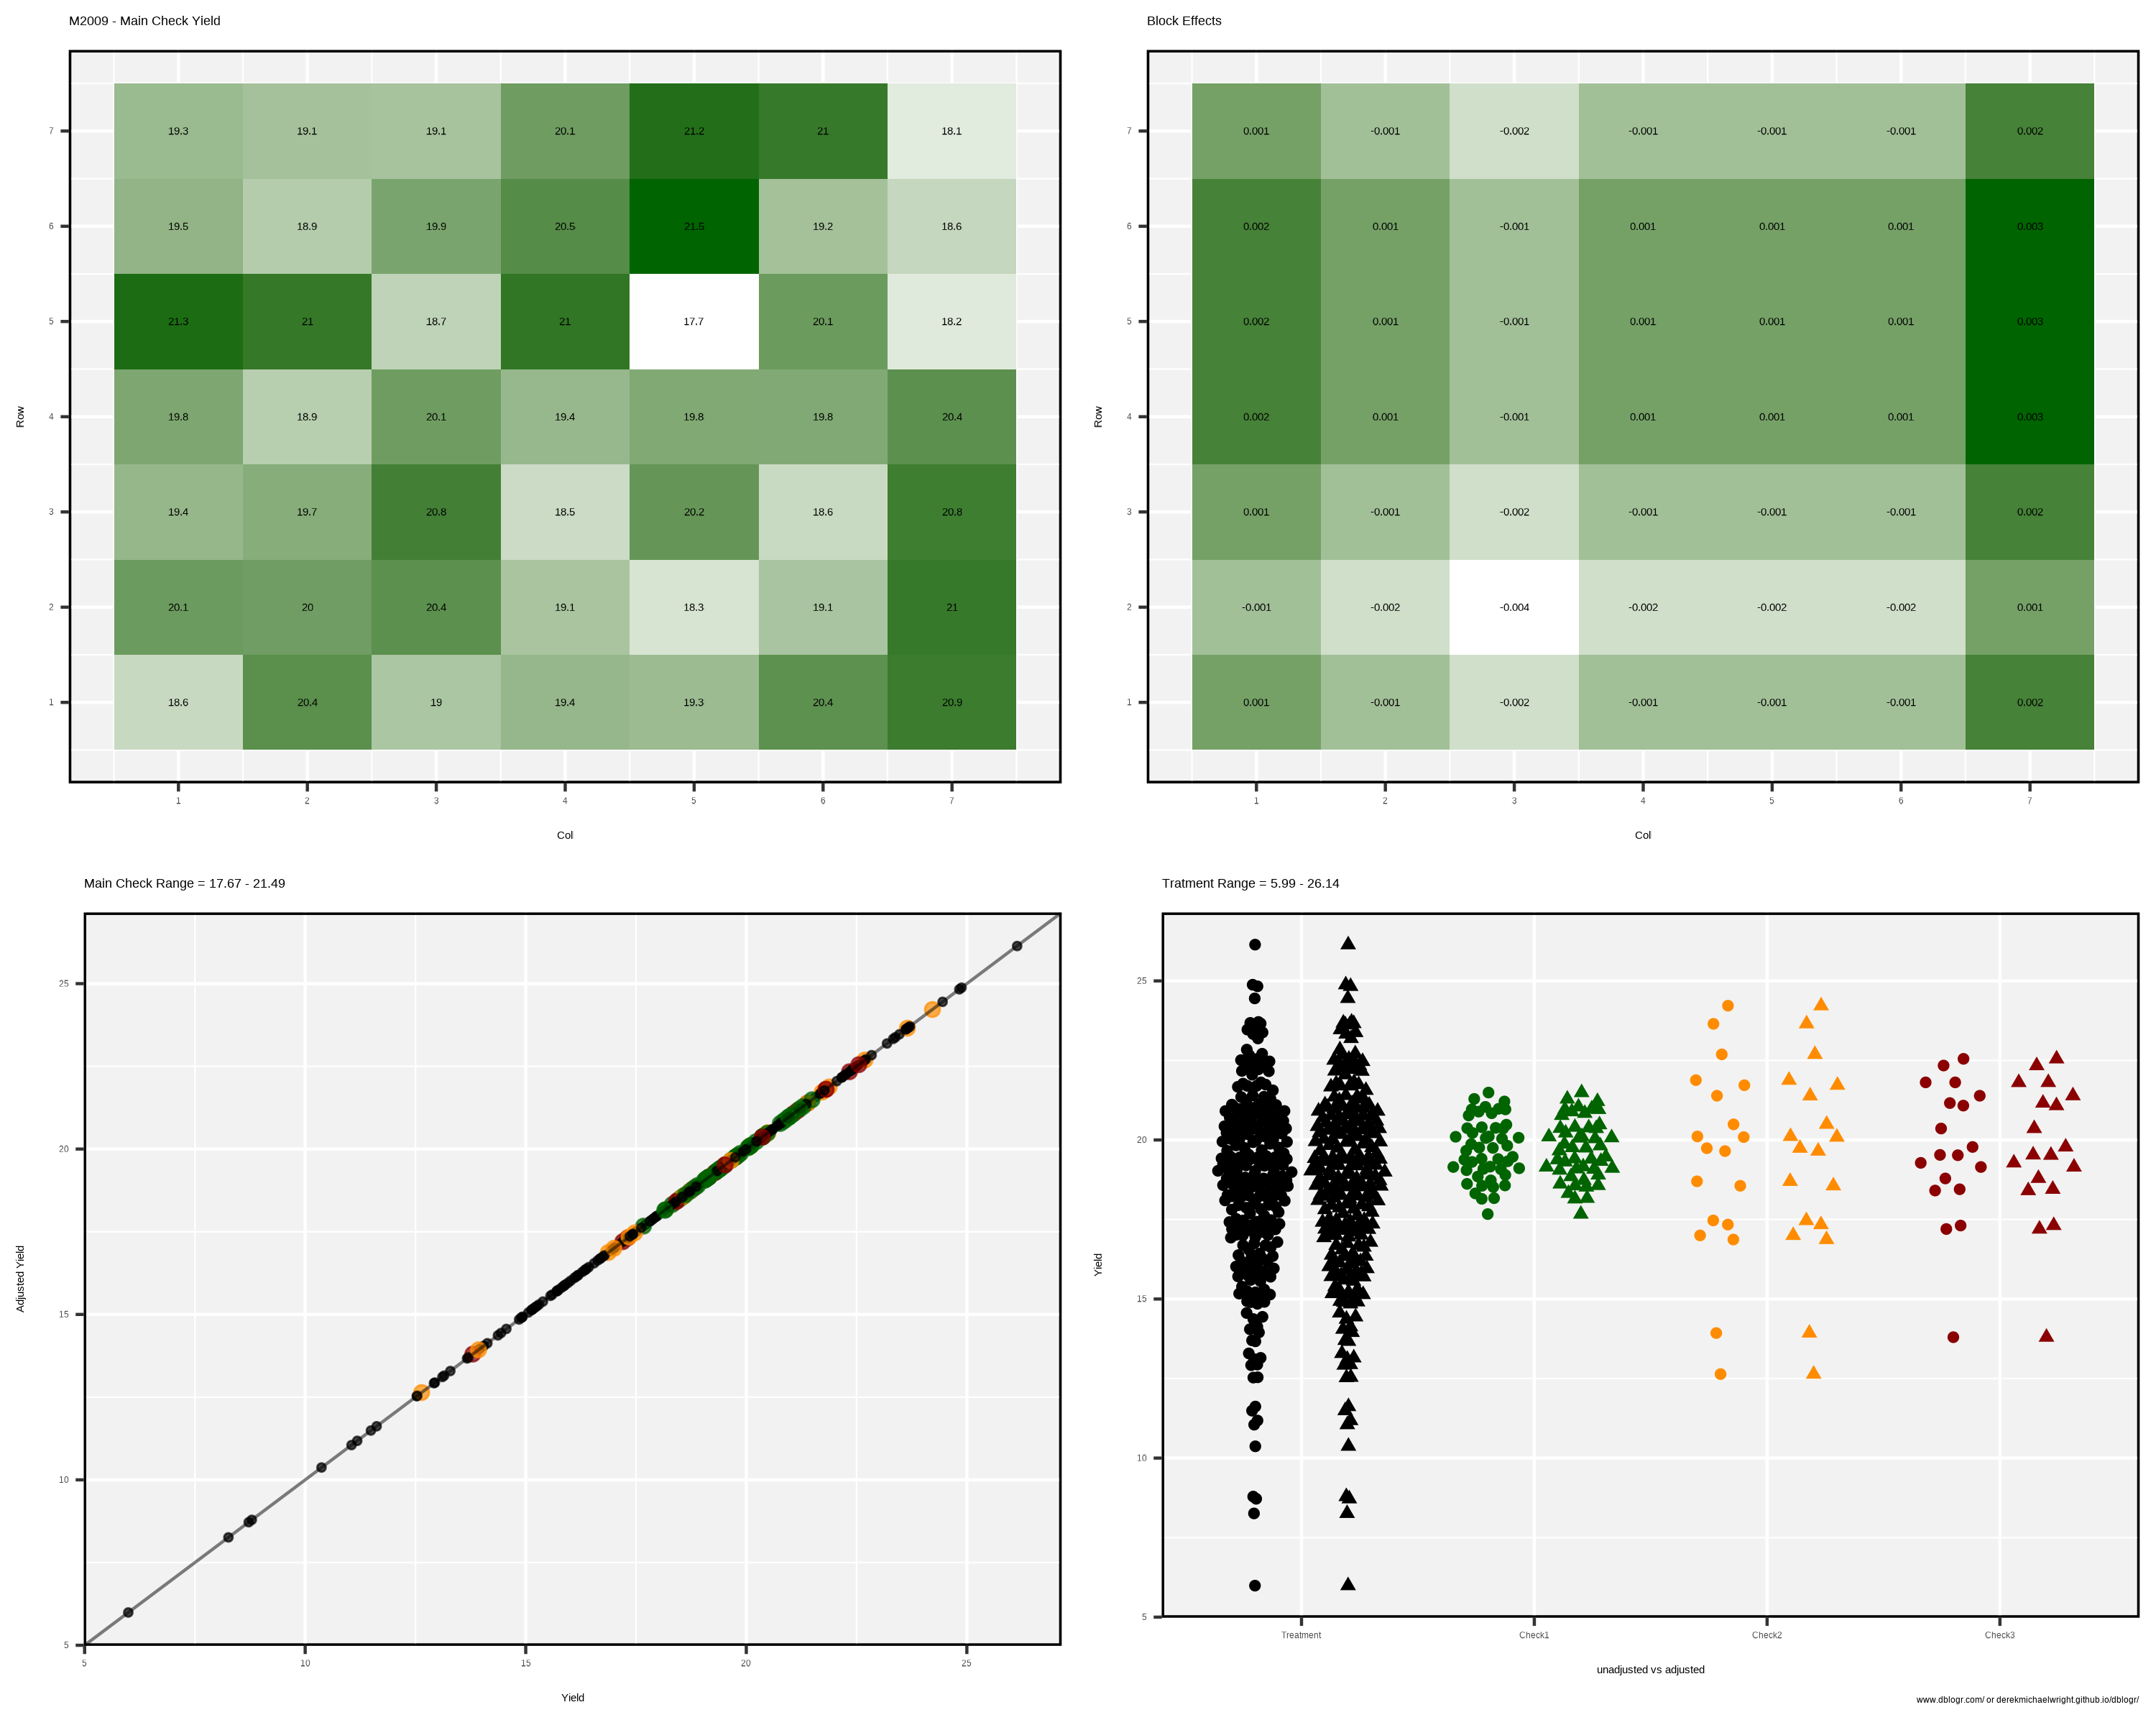 M2009 - Main Check Yield
7 19.3 19.1 19.1 20.1 21.2 21 18.1
6 19.5 18.9 19.9 20.5 21.5 19.2 18.6
5 21.3 21 18.7 21 17.7 20.1 18.2
4 19.8 18.9 20.1 19.4 19.8 19.8 20.4
Row
3 19.4 19.7 20.8 18.5 20.2 18.6 20.8
2 20.1 20 20.4 19.1 18.3 19.1 21
1 18.6 20.4 19 19.4 19.3 20.4 20.9
1 2 3 4 5 6 7
Col
Block Effects
7 0.001 -0.001 -0.002 -0.001 -0.001 -0.001 0.002
6 0.002 0.001 -0.001 0.001 0.001 0.001 0.003
5 0.002 0.001 -0.001 0.001 0.001 0.001 0.003
4 0.002 0.001 -0.001 0.001 0.001 0.001 0.003
Row
3 0.001 -0.001 -0.002 -0.001 -0.001 -0.001 0.002
2 -0.001 -0.002 -0.004 -0.002 -0.002 -0.002 0.001
1 0.001 -0.001 -0.002 -0.001 -0.001 -0.001 0.002
1 2 3 4 5 6 7
Col
Main Check Range = 17.67 - 21.49
25
20
Adjusted Yield
15
10
5
5 10 15 20 25
Yield
Tratment Range = 5.99 - 26.14
25
20
Yield
15
10
5
Treatment Check1 Check2 Check3
unadjusted vs adjusted
www.dblogr.com/ or derekmichaelwright.github.io/dblogr/